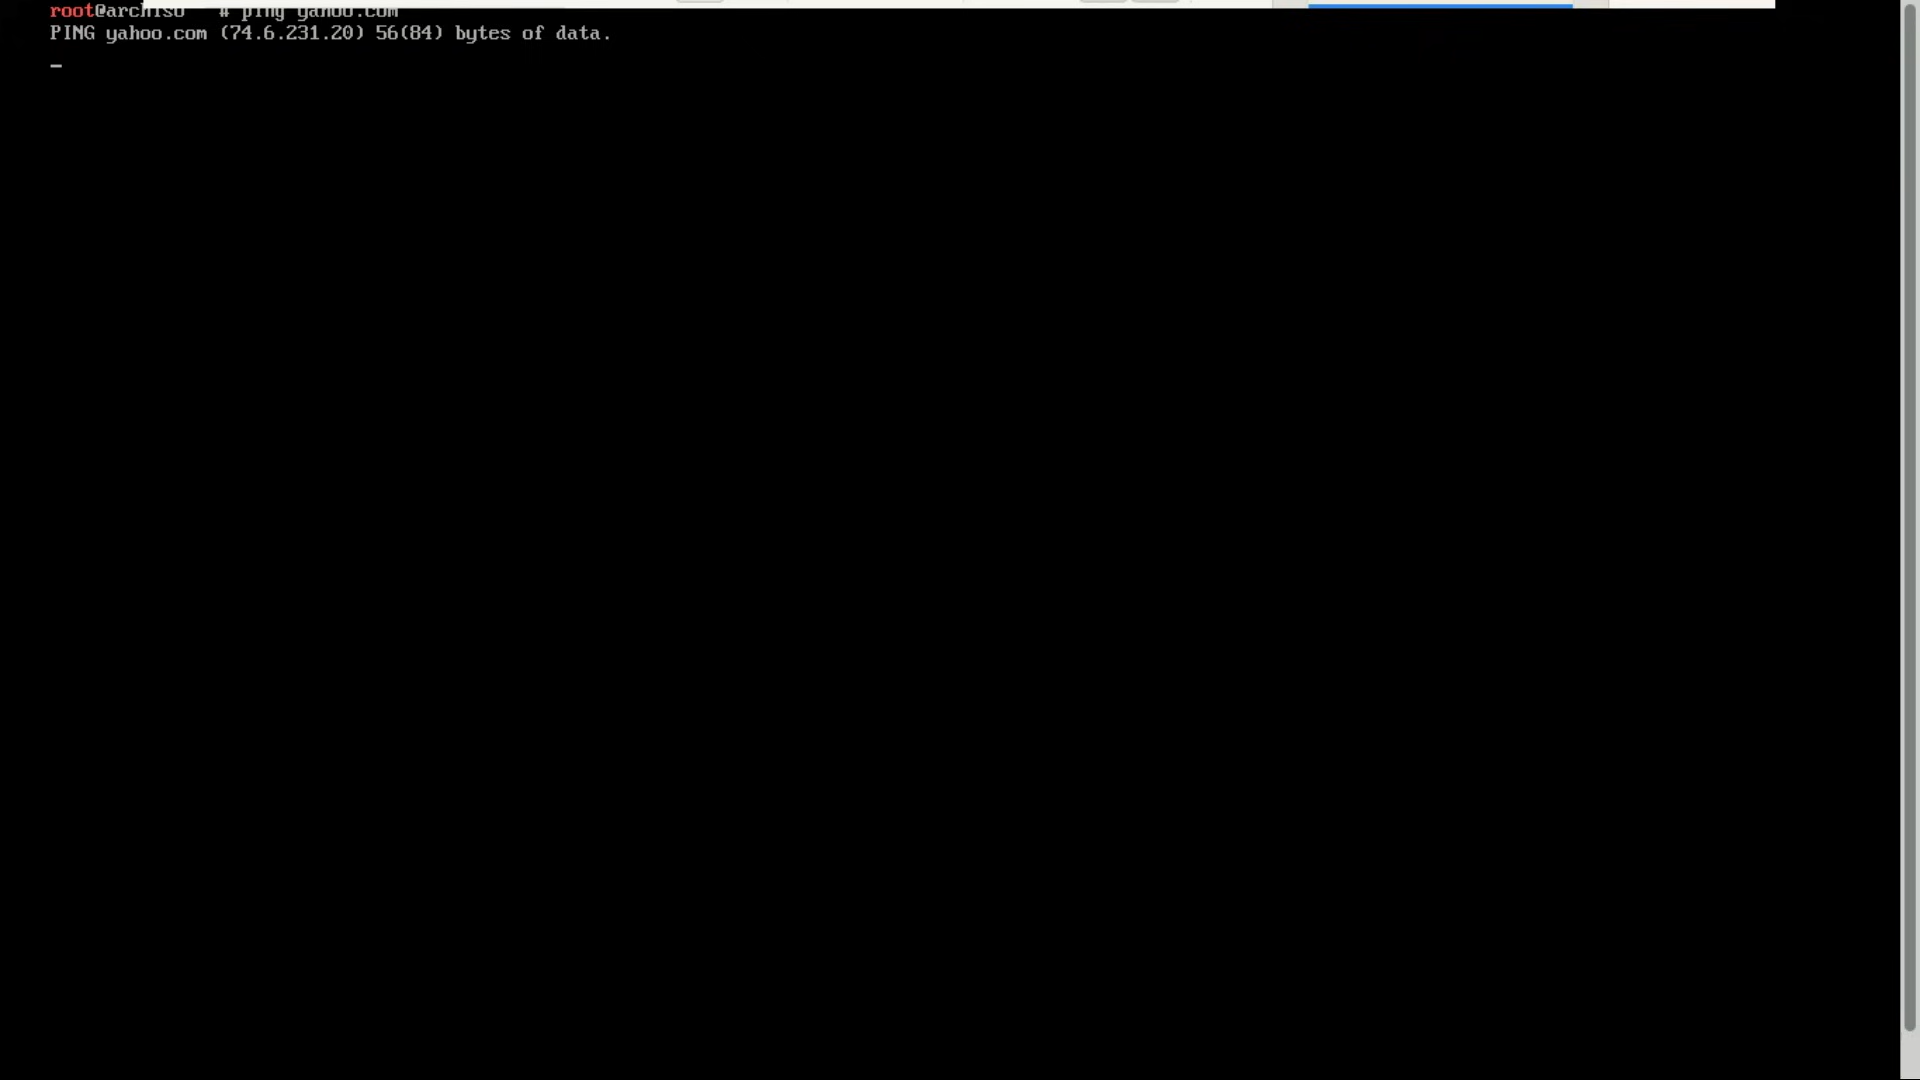 root@archiso # ping yahoo.com
PING yahoo.com (74.6.231.20) 56(84) bytes of data.